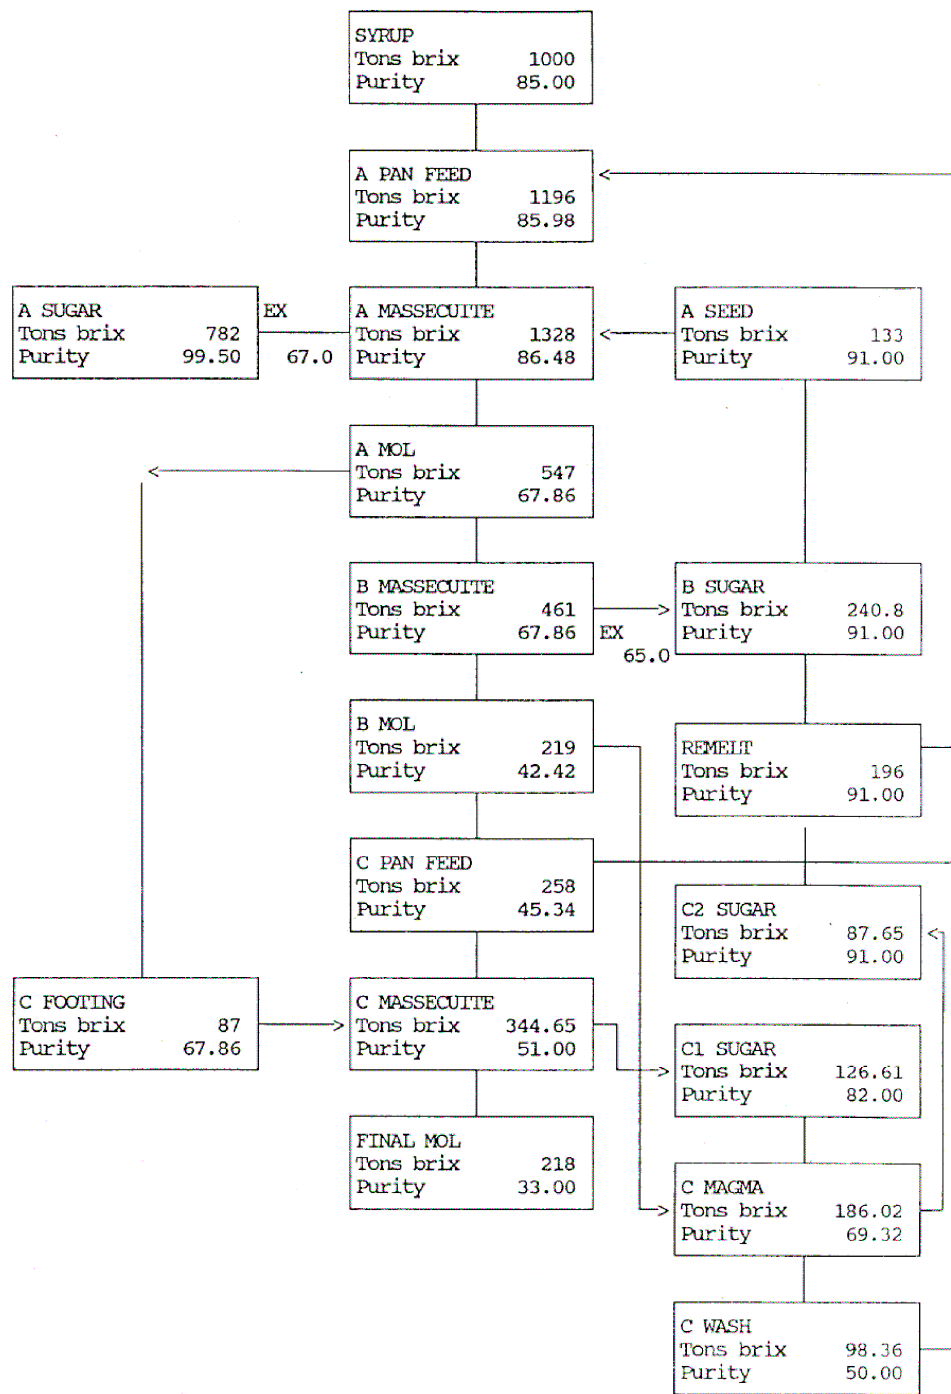 SYRUP
Tons brix 1000
Purity 85.00
A PAN FEED
Tons brix 1196
Purity 85.98
A SUGAR
Tons brix 782
Purity 99.50
EX
67.0
A MASSECUITE
Tons brix 1328
Purity 86.48
A SEED
Tons brix 133
Purity 91.00
A MOL
Tons brix 547
Purity 67.86
B MASSECUITE
Tons brix 461
Purity 67.86
EX
65.0
B SUGAR
Tons brix 240.8
Purity 91.00
B MOL
Tons brix 219
Purity 42.42
REMELT
Tons brix 196
Purity 91.00
C PAN FEED
Tons brix 258
Purity 45.34
C2 SUGAR
Tons brix 87.65
Purity 91.00
C FOOTING
Tons brix 87
Purity 67.86
C MASSECUITE
Tons brix 344.65
Purity 51.00
C1 SUGAR
Tons brix 126.61
Purity 82.00
FINAL MOL
Tons brix 218
Purity 33.00
C MAGMA
Tons brix 186.02
Purity 69.32
C WASH
Tons brix 98.36
Purity 50.00